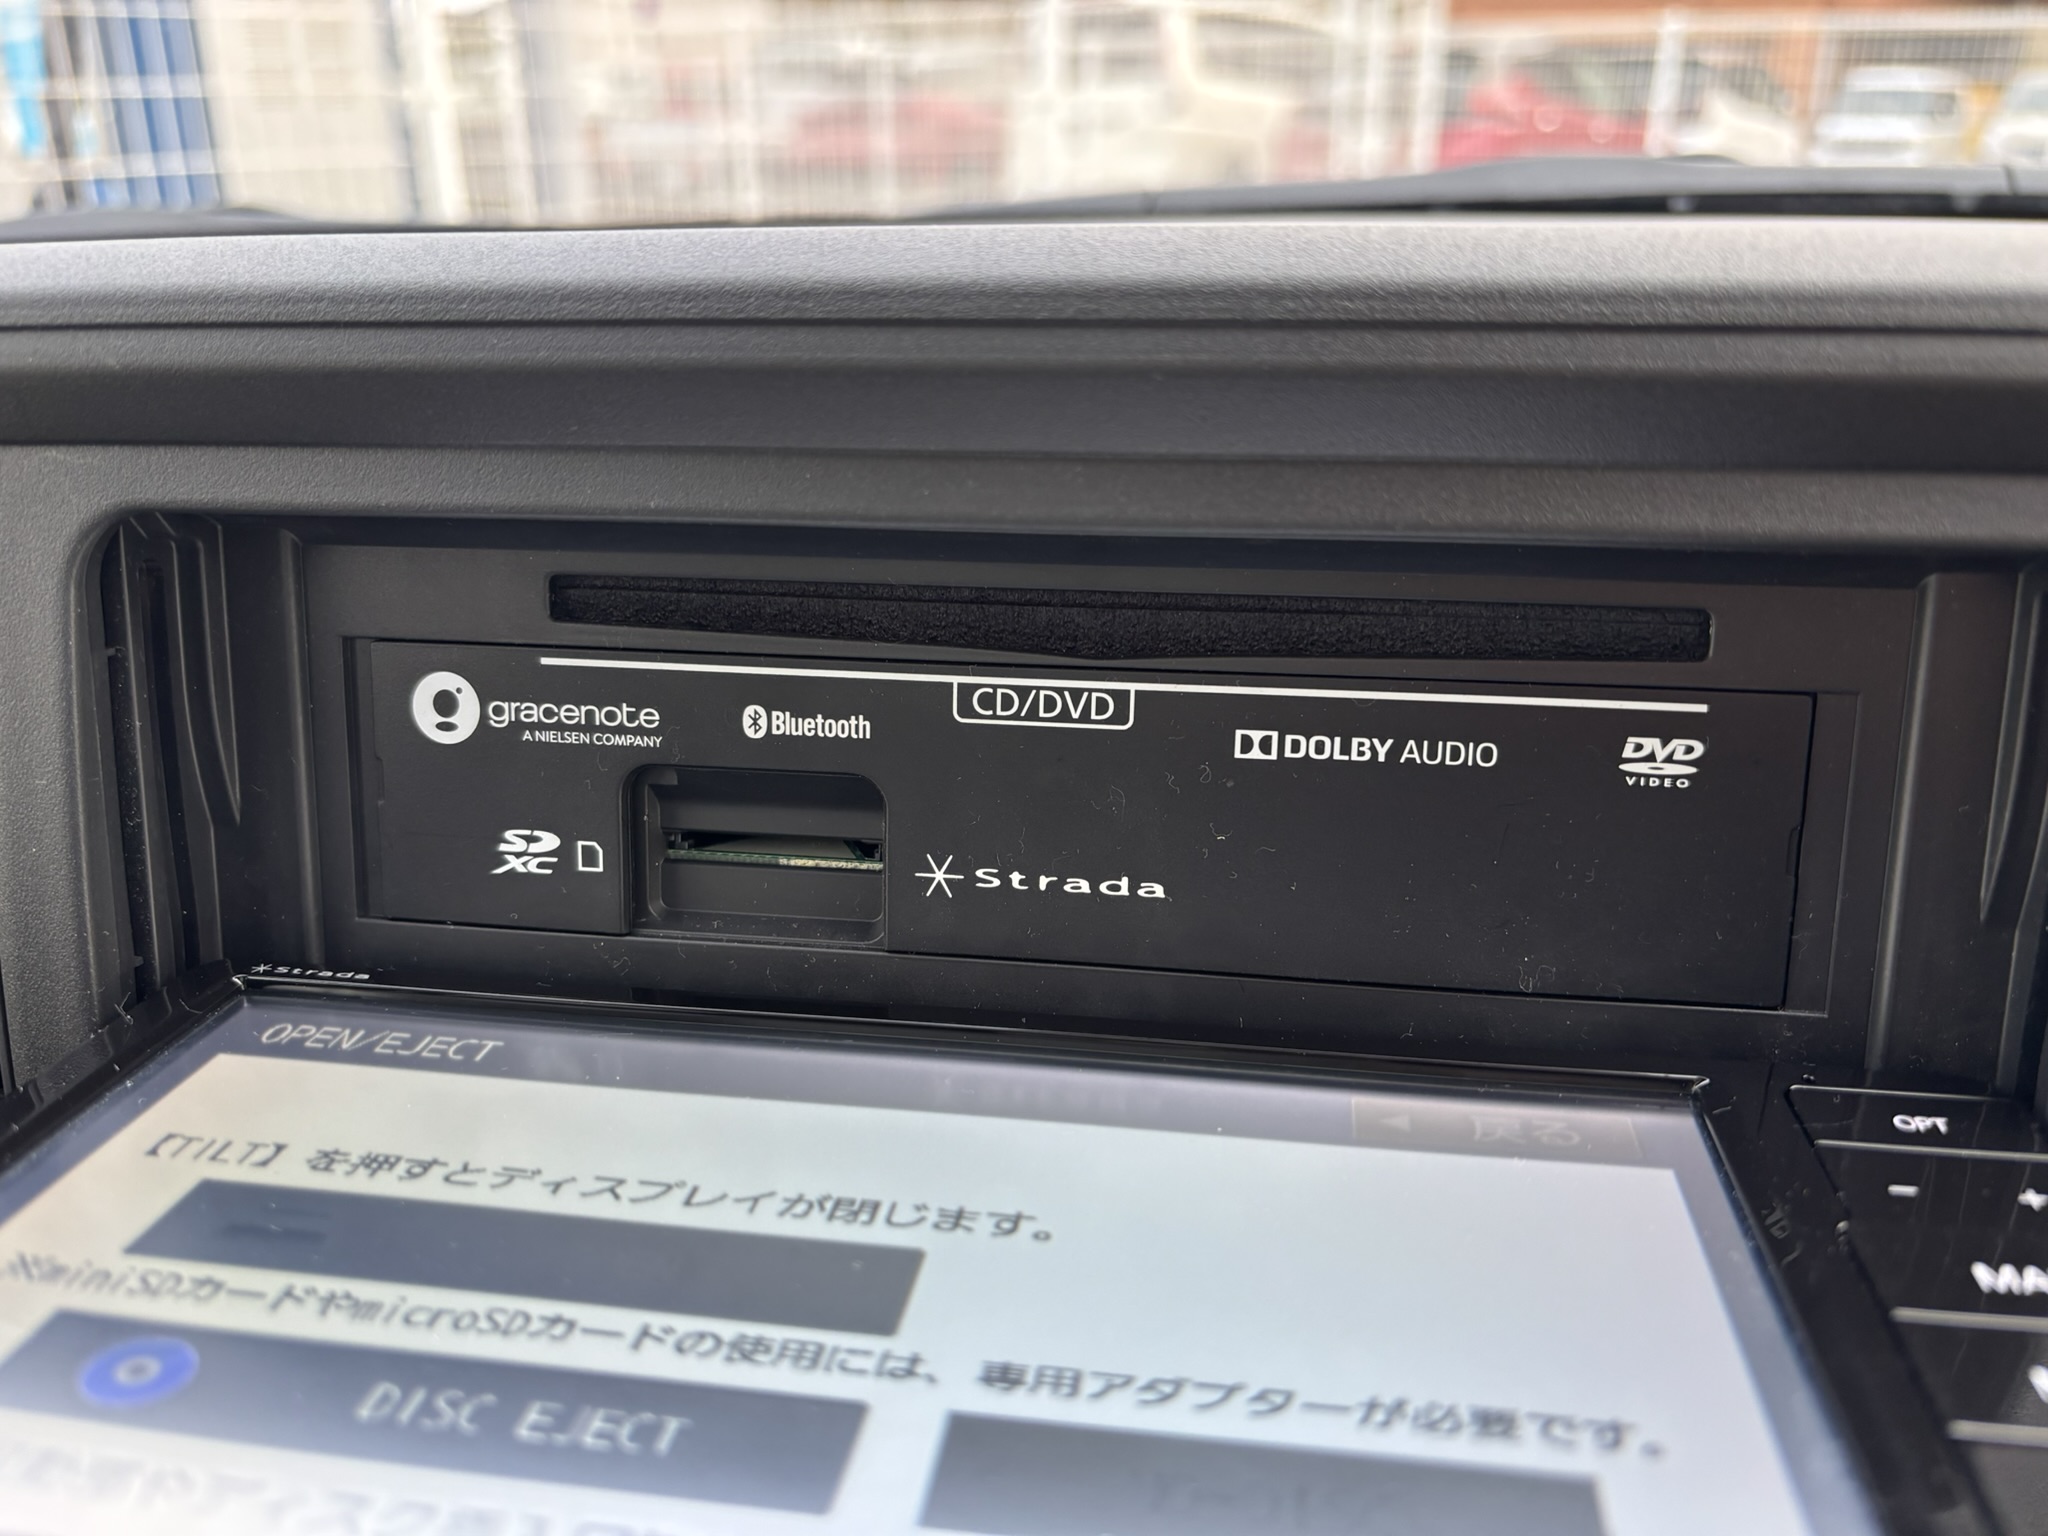 gracenote
A NIELSEN COMPANY
Bluetooth
CD/DVD
DOLBY AUDIO
DVD
VIDEO
SD
XC
Strada
Strada
OPEN/EJECT
戻る
OPT
【TILT】を押すとディスプレイが閉じます。
-
+
※miniSDカードやmicroSDカードの使用には、専用アダプターが必要です。
DISC EJECT